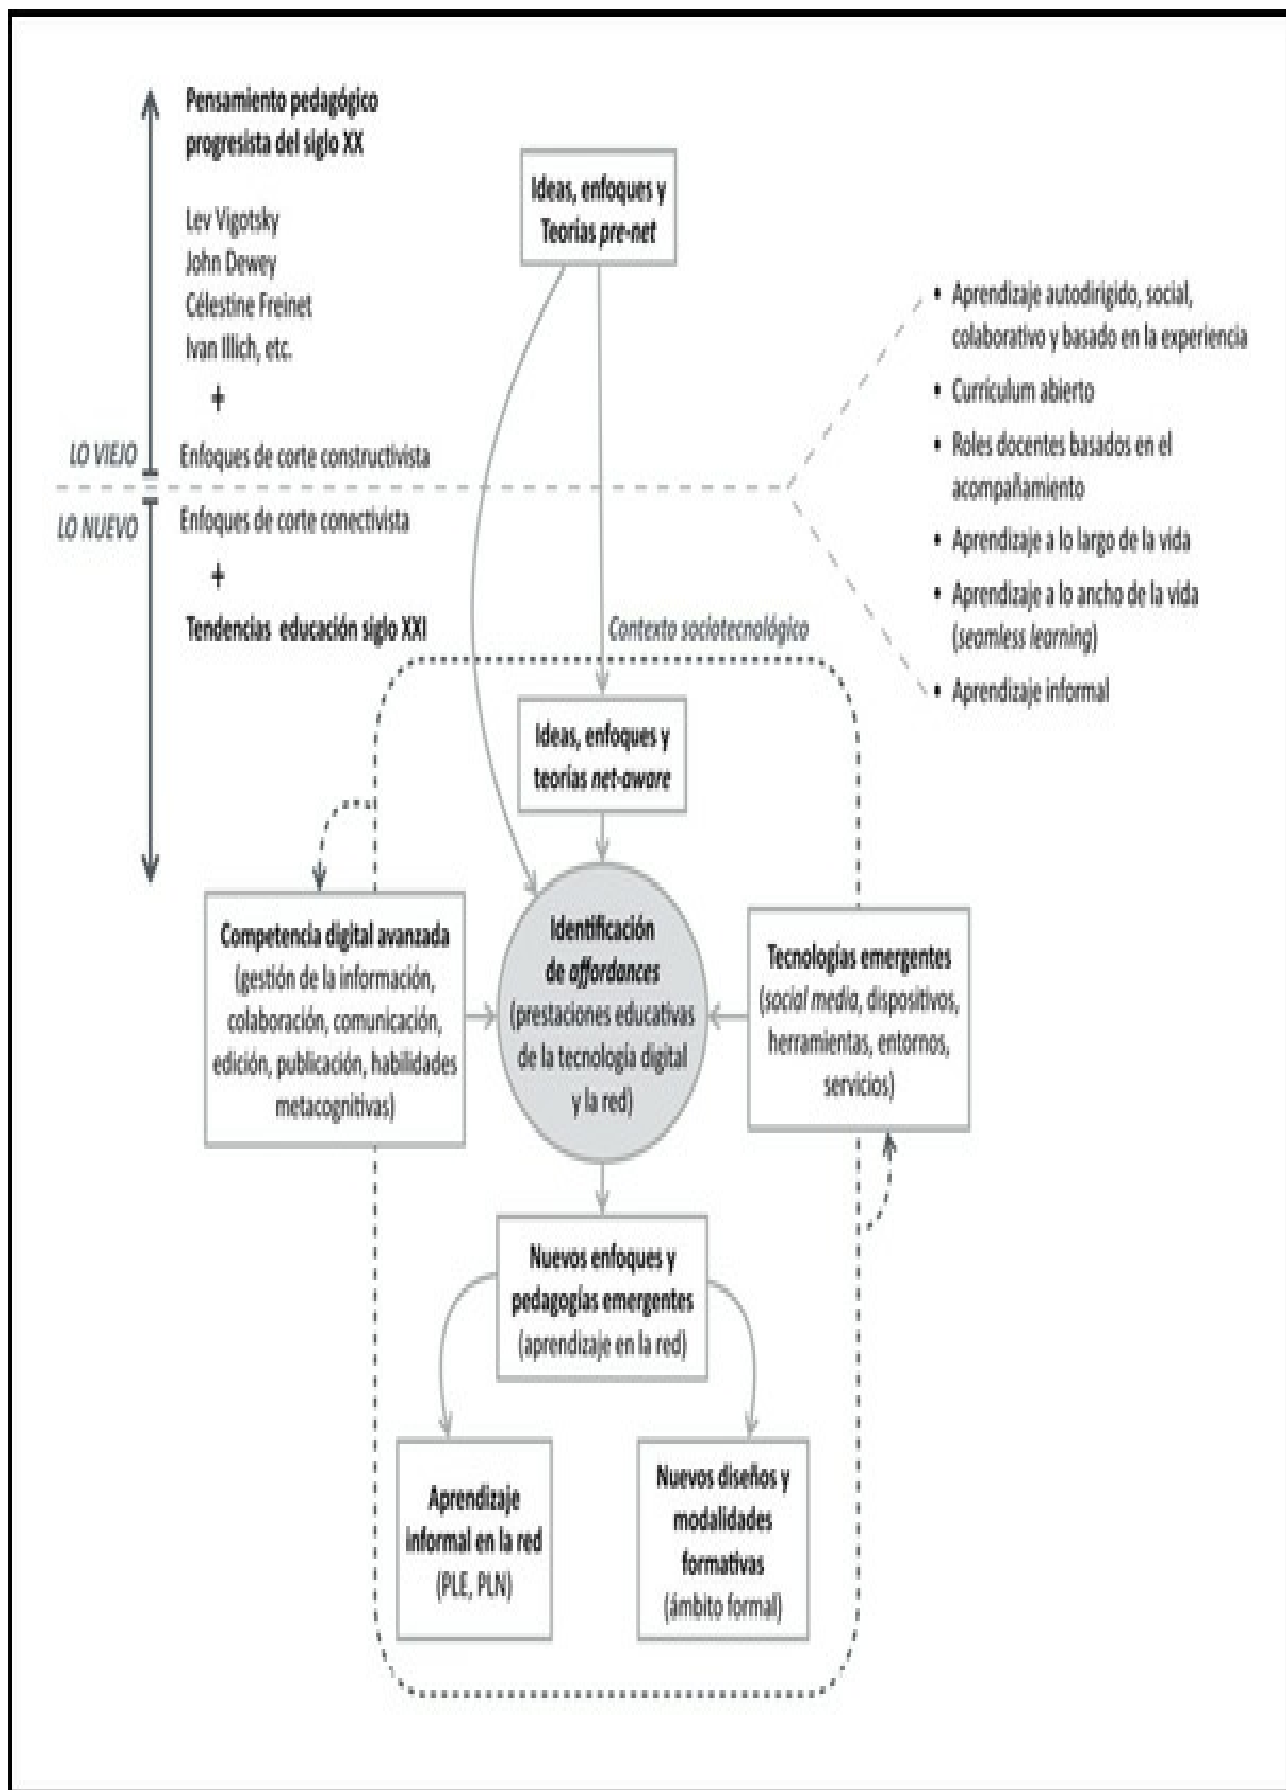 Pensamiento pedagógico
progresista del siglo XX
Lev Vigotsky
John Dewey
Célestine Freinet
Ivan Illich, etc.
+
LO VIEJO
Enfoques de corte constructivista
LO NUEVO
Enfoques de corte conectivista
+
Tendencias educación siglo XXI
Ideas, enfoques y
Teorías pre-net
• Aprendizaje autodirigido, social,
colaborativo y basado en la experiencia
• Currículum abierto
• Roles docentes basados en el
acompañamiento
• Aprendizaje a lo largo de la vida
• Aprendizaje a lo ancho de la vida
(seamless learning)
• Aprendizaje informal
Contexto sociotecnológico
Ideas, enfoques y
teorías net-aware
Competencia digital avanzada
(gestión de la información,
colaboración, comunicación,
edición, publicación, habilidades
metacognitivas)
Identificación
de affordances
(prestaciones educativas
de la tecnología digital
y la red)
Tecnologías emergentes
(social media, dispositivos,
herramientas, entornos,
servicios)
Nuevos enfoques y
pedagogías emergentes
(aprendizaje en la red)
Aprendizaje
informal en la red
(PLE, PLN)
Nuevos diseños y
modalidades
formativas
(ámbito formal)